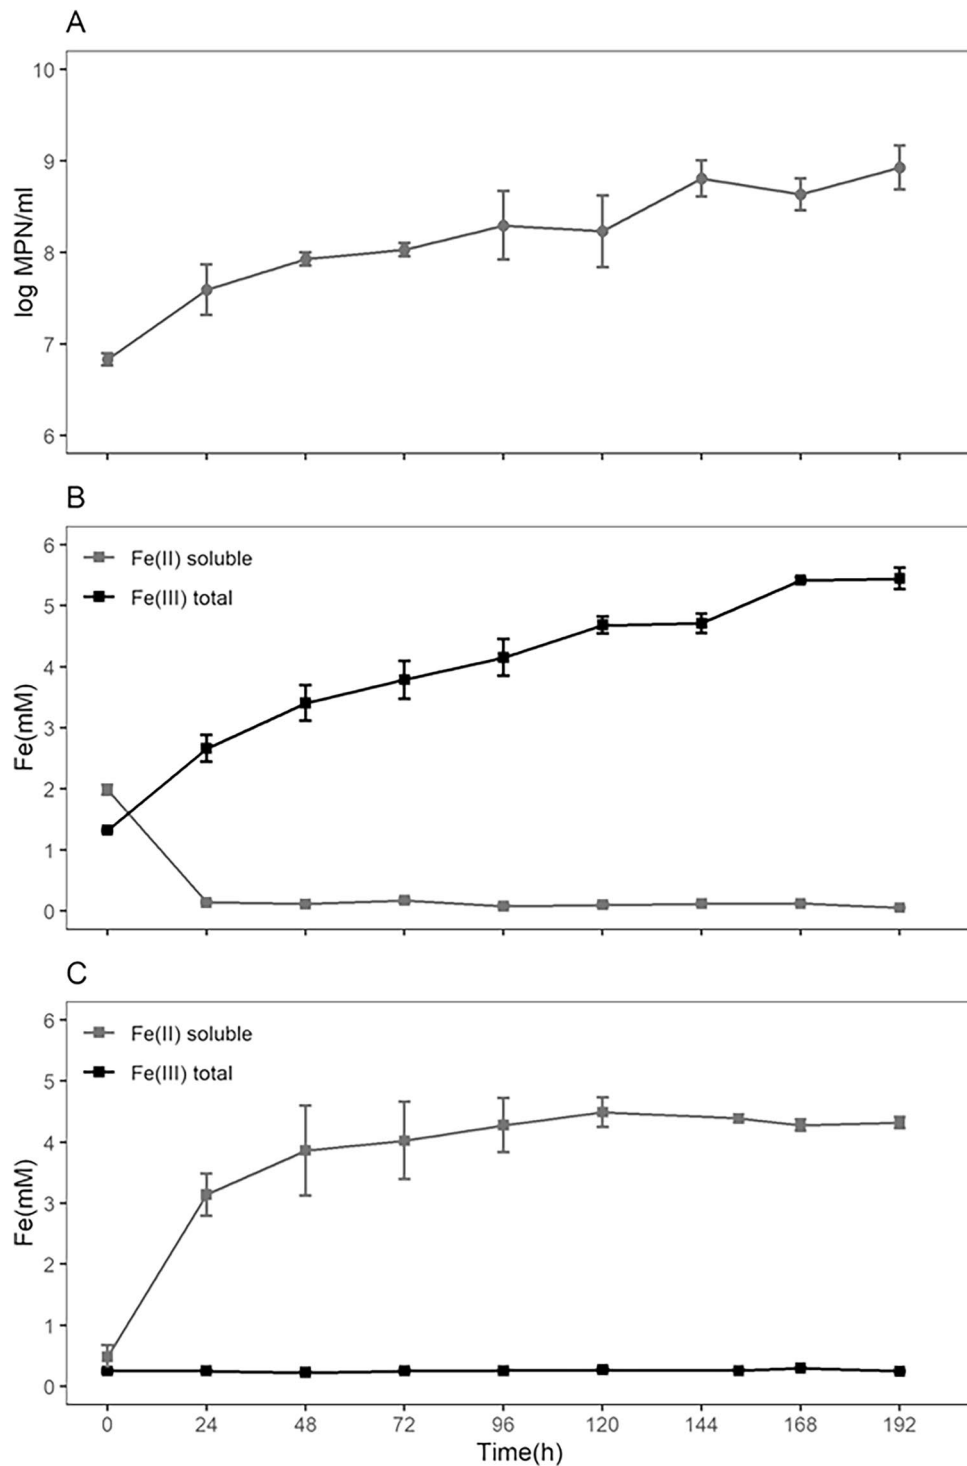 A
10
9
8
7
6
log MPN/ml
B
6
5
4
3
2
1
0
Fe(mM)
Fe(II) soluble
Fe(III) total
C
6
5
4
3
2
1
0
Fe(mM)
Fe(II) soluble
Fe(III) total
0 24 48 72 96 120 144 168 192
Time(h)